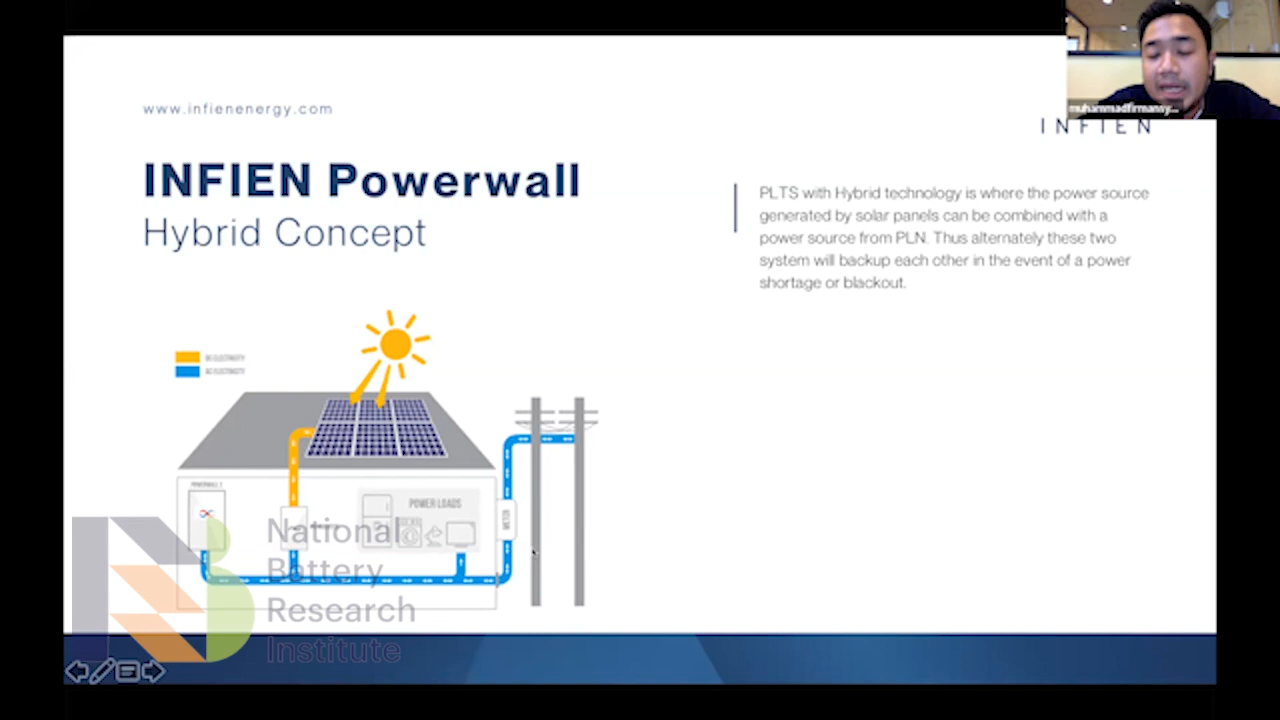 muhammadfirmansy...
www.infienenergy.com
INFIEN
INFIEN Powerwall
Hybrid Concept
PLTS with Hybrid technology is where the power source
generated by solar panels can be combined with a
power source from PLN. Thus alternately these two
system will backup each other in the event of a power
shortage or blackout.
DC ELECTRICITY
AC ELECTRICITY
POWERWALL 2
POWER LOADS
METER
National
Battery
Research
Institute